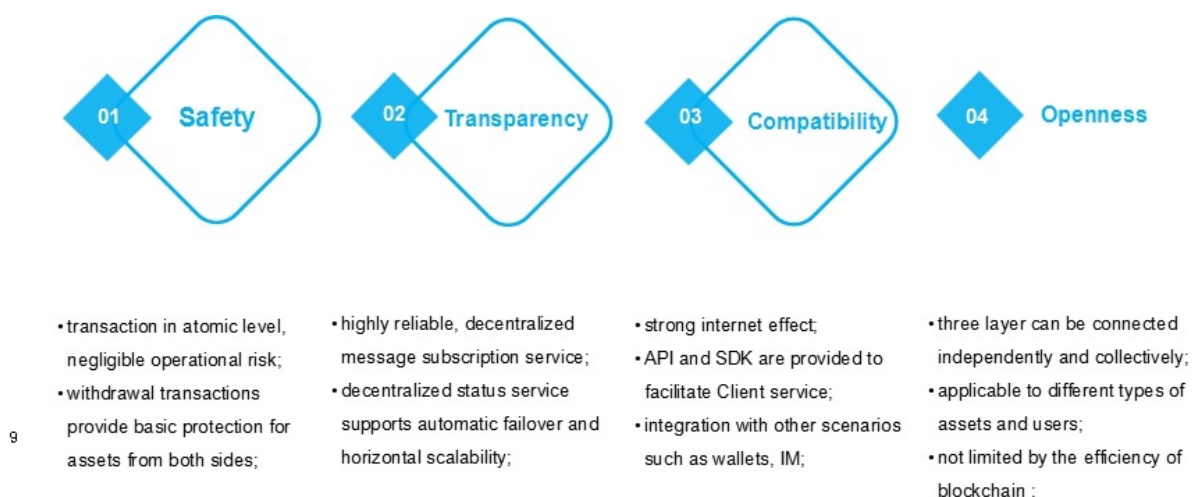 01
Safety
02
Transparency
03
Compatibility
04
Openness
• transaction in atomic level,
negligible operational risk;
• withdrawal transactions
provide basic protection for
assets from both sides;
• highly reliable, decentralized
message subscription service;
• decentralized status service
supports automatic failover and
horizontal scalability;
• strong internet effect;
• API and SDK are provided to
facilitate Client service;
• integration with other scenarios
such as wallets, IM;
• three layer can be connected
independently and collectively;
• applicable to different types of
assets and users;
• not limited by the efficiency of
blockchain ;
9